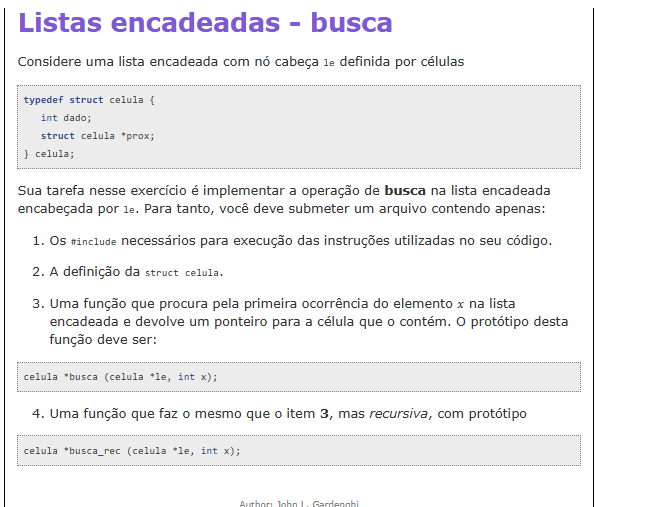 Listas encadeadas - busca
Considere uma lista encadeada com nó cabeça le definida por células
typedef struct celula {
int dado;
struct celula *prox;
} celula;
Sua tarefa nesse exercício é implementar a operação de busca na lista encadeada
encabeçada por le. Para tanto, você deve submeter um arquivo contendo apenas:
1. Os #include necessários para execução das instruções utilizadas no seu código.
2. A definição da struct celula.
3. Uma função que procura pela primeira ocorrência do elemento x na lista
encadeada e devolve um ponteiro para a célula que o contém. O protótipo desta
função deve ser:
celula *busca (celula *le, int x);
4. Uma função que faz o mesmo que o item 3, mas recursiva, com protótipo
celula *busca_rec (celula *le, int x);
Author: John L. Gardenghi